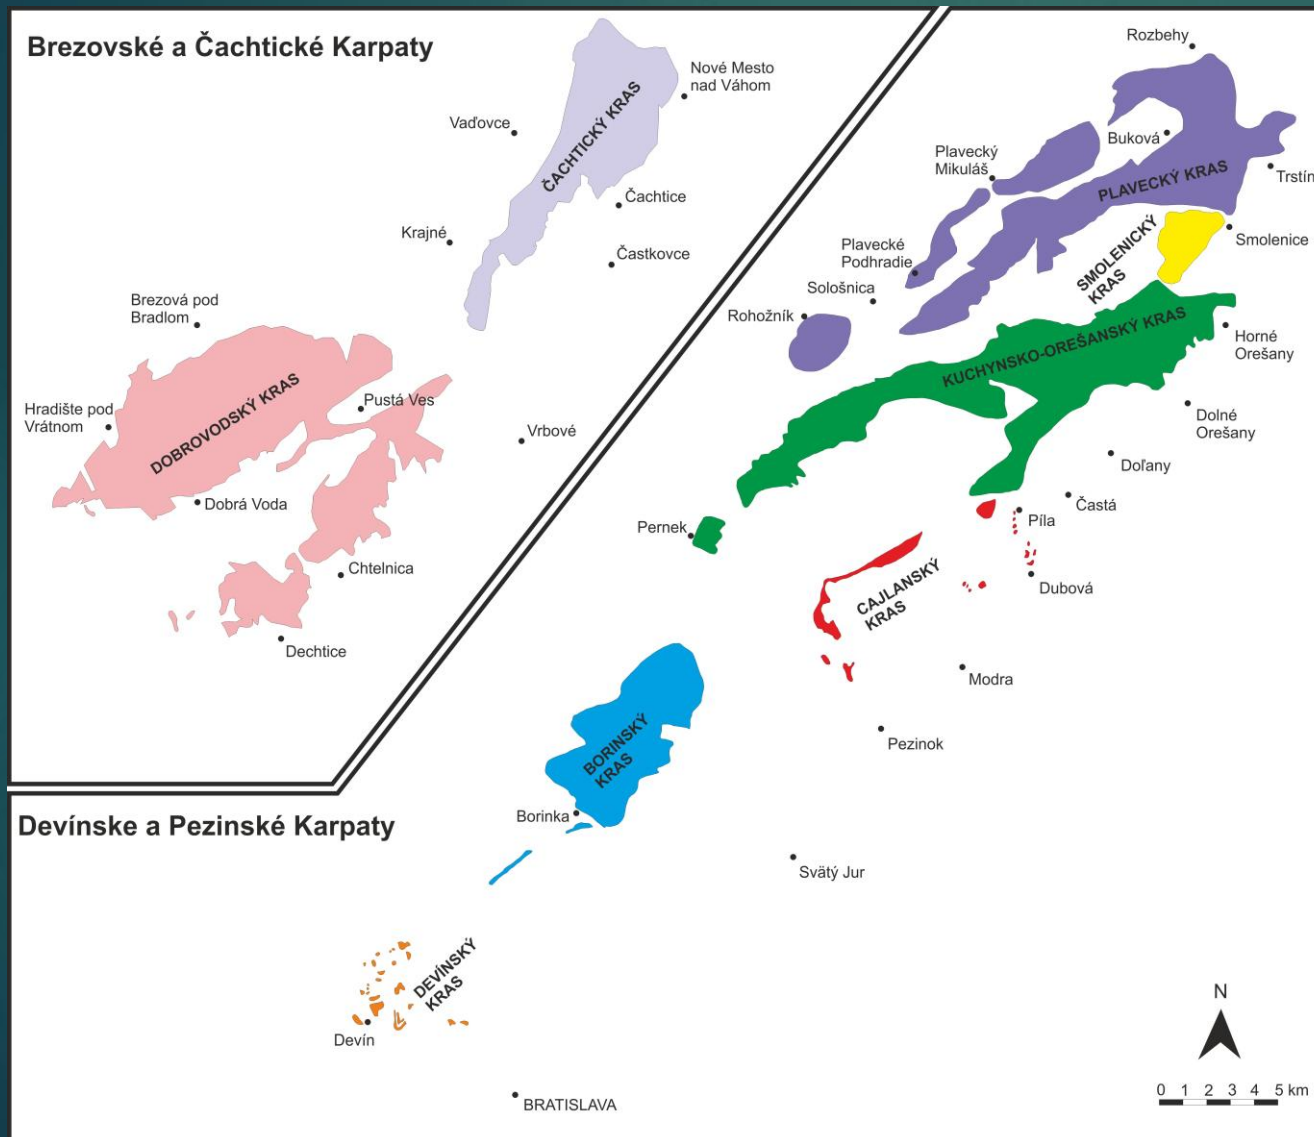 Brezovské a Čachtické Karpaty
Nové Mesto
nad Váhom
Vaďovce
ČACHTICKÝ KRAS
Čachtice
Krajné
Častkovce
Brezová pod
Bradlom
Hradište pod
Vrátnom
DOBROVODSKÝ KRAS
Pustá Ves
Vrbové
Dobrá Voda
Chtelnica
Dechtice
Rozbehy
Buková
Plavecký
Mikuláš
PLAVECKÝ KRAS
Trstín
Plavecké
Podhradie
SMOLENICKÝ
KRAS
Smolenice
Sološnica
Rohožník
KUCHYNSKO-OREŠANSKÝ KRAS
Horné
Orešany
Dolné
Orešany
Doľany
Častá
Píla
Pernek
CAJLANSKÝ
KRAS
Dubová
Modra
Pezinok
BORINSKÝ
KRAS
Borinka
Devínske a Pezinské Karpaty
Svätý Jur
DEVÍNSKÝ
KRAS
Devín
BRATISLAVA
N
0 1 2 3 4 5 km